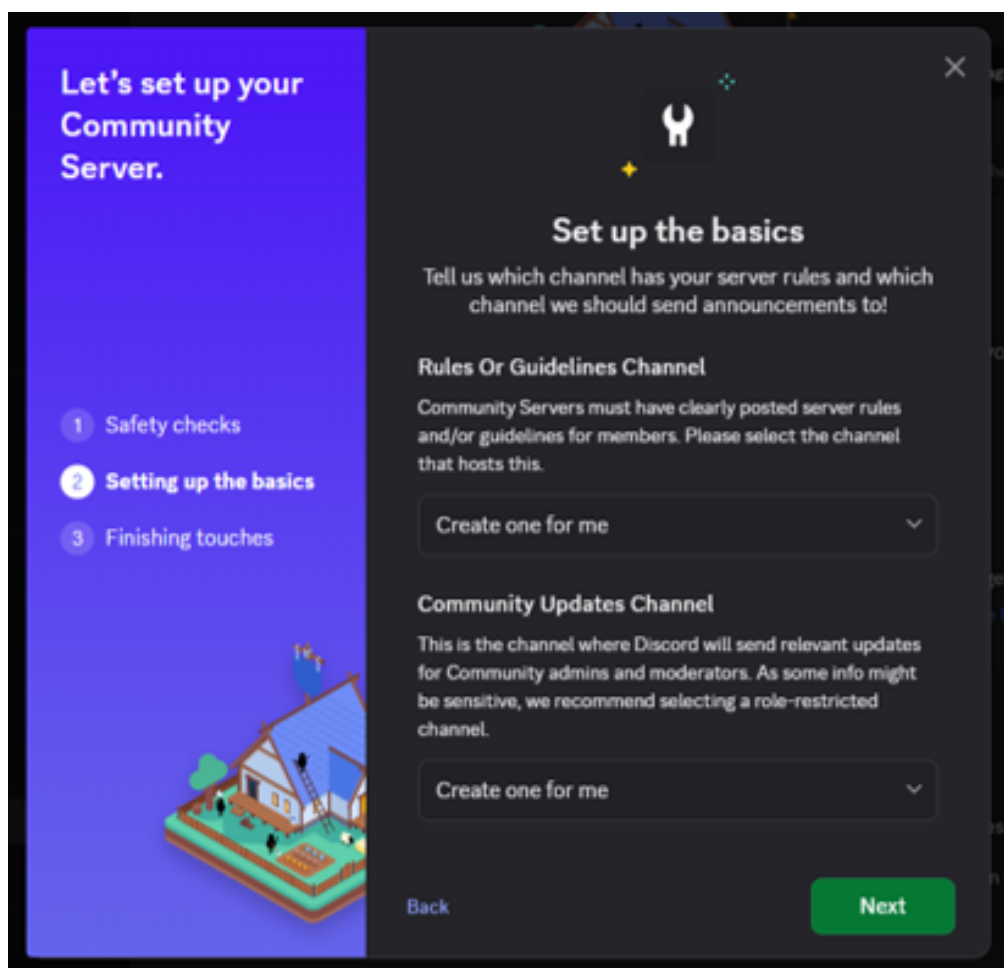 Let's set up your
Community
Server.
1 Safety checks
2 Setting up the basics
3 Finishing touches
Set up the basics
Tell us which channel has your server rules and which
channel we should send announcements to!
Rules Or Guidelines Channel
Community Servers must have clearly posted server rules
and/or guidelines for members. Please select the channel
that hosts this.
Create one for me
Community Updates Channel
This is the channel where Discord will send relevant updates
for Community admins and moderators. As some info might
be sensitive, we recommend selecting a role-restricted
channel.
Create one for me
Back
Next